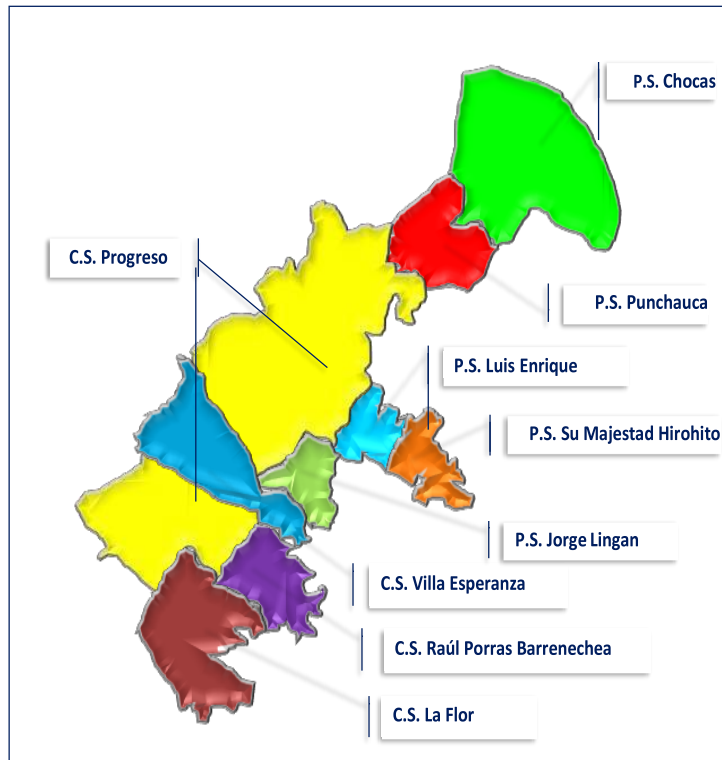 P.S. Chocas
C.S. Progreso
P.S. Punchauca
P.S. Luis Enrique
P.S. Su Majestad Hirohito
P.S. Jorge Lingan
C.S. Villa Esperanza
C.S. Raúl Porras Barrenechea
C.S. La Flor